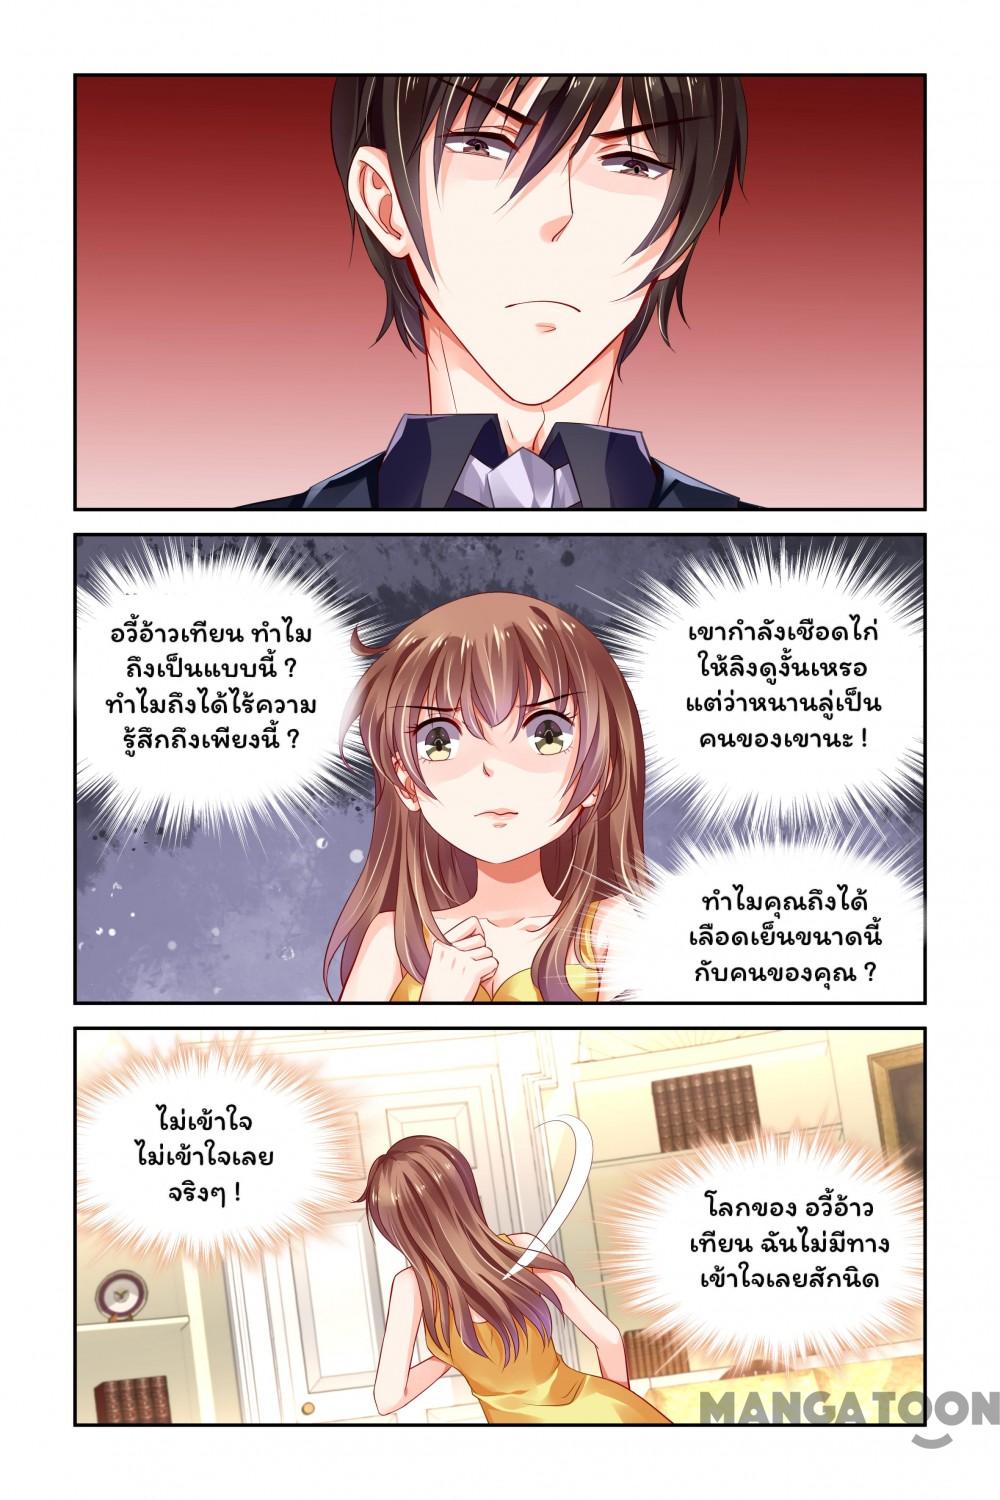 อวี้อ้าวเทียน ทำไม
ถึงเป็นแบบนี้ ?
ทำไมถึงได้ไร้ความ
รู้สึกถึงเพียงนี้ ?
เขากำลังเชือดไก่
ให้ลิงดูงั้นเหรอ
แต่ว่าหนานลู่เป็น
คนของเขานะ !
ทำไมคุณถึงได้
เลือดเย็นขนาดนี้
กับคนของคุณ ?
ไม่เข้าใจ
ไม่เข้าใจเลย
จริงๆ !
โลกของ อวี้อ้าว
เทียน ฉันไม่มีทาง
เข้าใจเลยสักนิด
MANGATOON